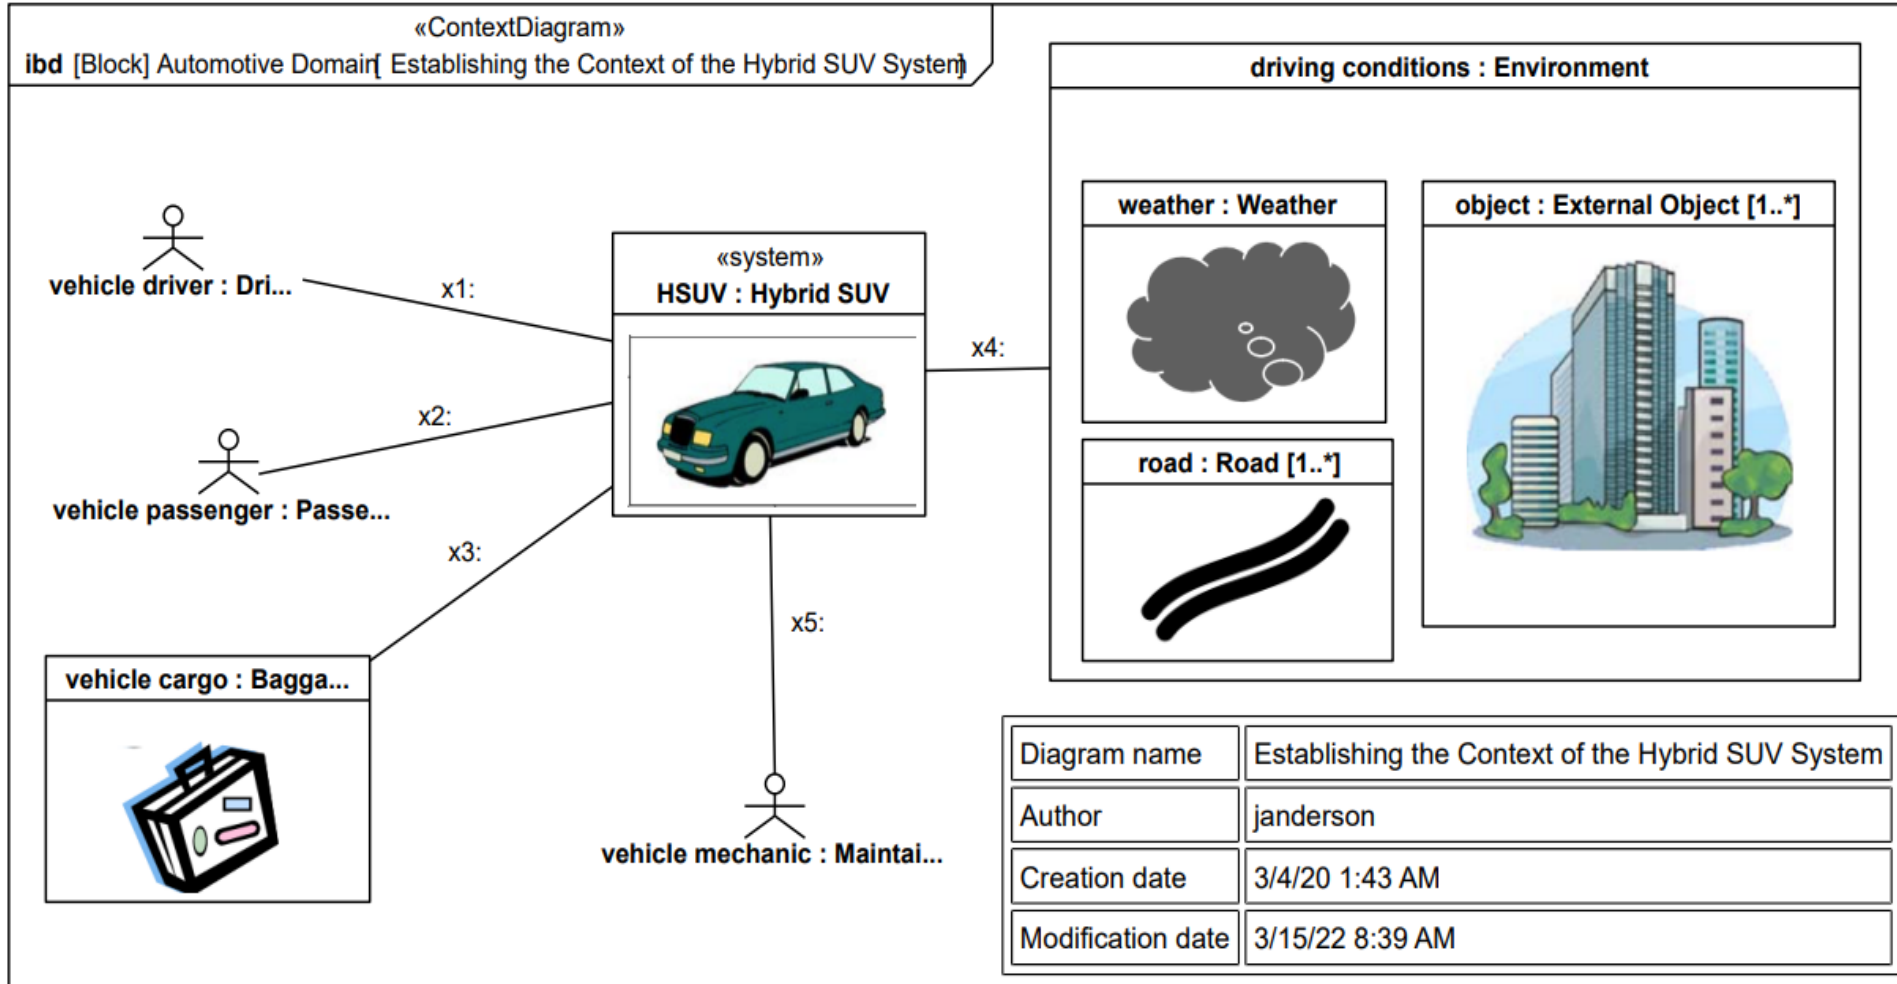 «ContextDiagram»
ibd [Block] Automotive Domain[ Establishing the Context of the Hybrid SUV System]
driving conditions : Environment
weather : Weather
object : External Object [1..*]
vehicle driver : Dri...
x1:
«system»
HSUV : Hybrid SUV
x4:
x2:
vehicle passenger : Passe...
road : Road [1..*]
x3:
x5:
vehicle cargo : Bagga...
vehicle mechanic : Maintai...
Diagram name Establishing the Context of the Hybrid SUV System
Author janderson
Creation date 3/4/20 1:43 AM
Modification date 3/15/22 8:39 AM